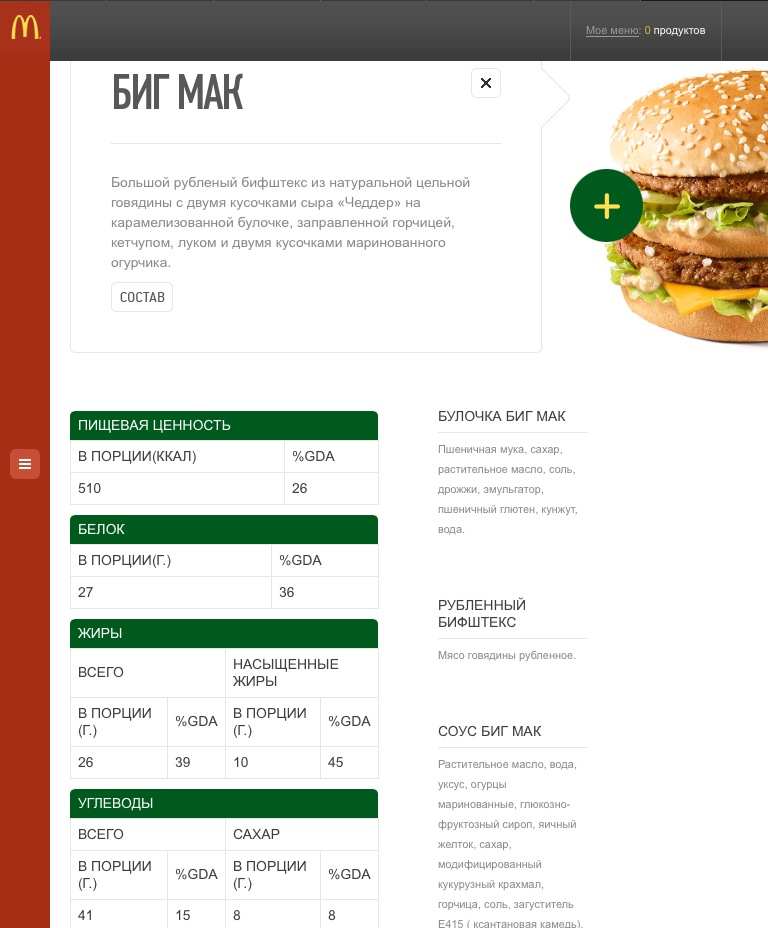 Мое меню: 0 продуктов
БИГ МАК
Большой рубленый бифштекс из натуральной цельной
говядины с двумя кусочками сыра «Чеддер» на
карамелизованной булочке, заправленной горчицей,
кетчупом, луком и двумя кусочками маринованного
огурчика.
СОСТАВ
ПИЩЕВАЯ ЦЕННОСТЬ
В ПОРЦИИ(ККАЛ) %GDA
510 26
БЕЛОК
В ПОРЦИИ(Г.) %GDA
27 36
ЖИРЫ
ВСЕГО НАСЫЩЕННЫЕ
ЖИРЫ
В ПОРЦИИ
(Г.) %GDA В ПОРЦИИ
(Г.) %GDA
26 39 10 45
УГЛЕВОДЫ
ВСЕГО САХАР
В ПОРЦИИ
(Г.) %GDA В ПОРЦИИ
(Г.) %GDA
41 15 8 8
БУЛОЧКА БИГ МАК
Пшеничная мука, сахар,
растительное масло, соль,
дрожжи, эмульгатор,
пшеничный глютен, кунжут,
вода.
РУБЛЕННЫЙ
БИФШТЕКС
Мясо говядины рубленное.
СОУС БИГ МАК
Растительное масло, вода,
уксус, огурцы
маринованные, глюкозно-
фруктозный сироп, яичный
желток, сахар,
модифицированный
кукурузный крахмал,
горчица, соль, загуститель
Е415 ( ксантановая камедь),